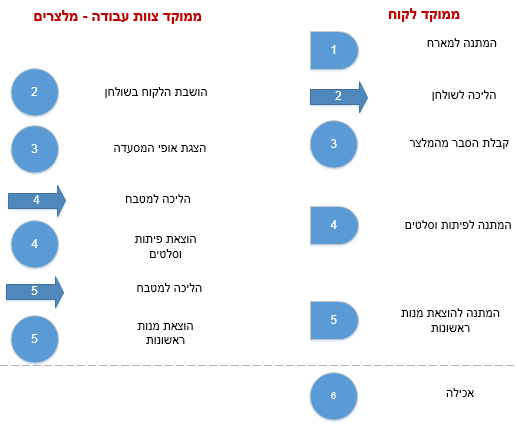 ממוקד לקוח
1
המתנה למארח
2
הליכה לשולחן
3
קבלת הסבר מהמלצר
4
המתנה לפיתות וסלטים
5
המתנה להוצאת מנות
ראשונות
6
אכילה
ממוקד צוות עבודה - מלצרים
2
הושבת הלקוח בשולחן
3
הצגת אופי המסעדה
4
הליכה למטבח
4
הוצאת פיתות
וסלטים
5
הליכה למטבח
5
הוצאת מנות
ראשונות